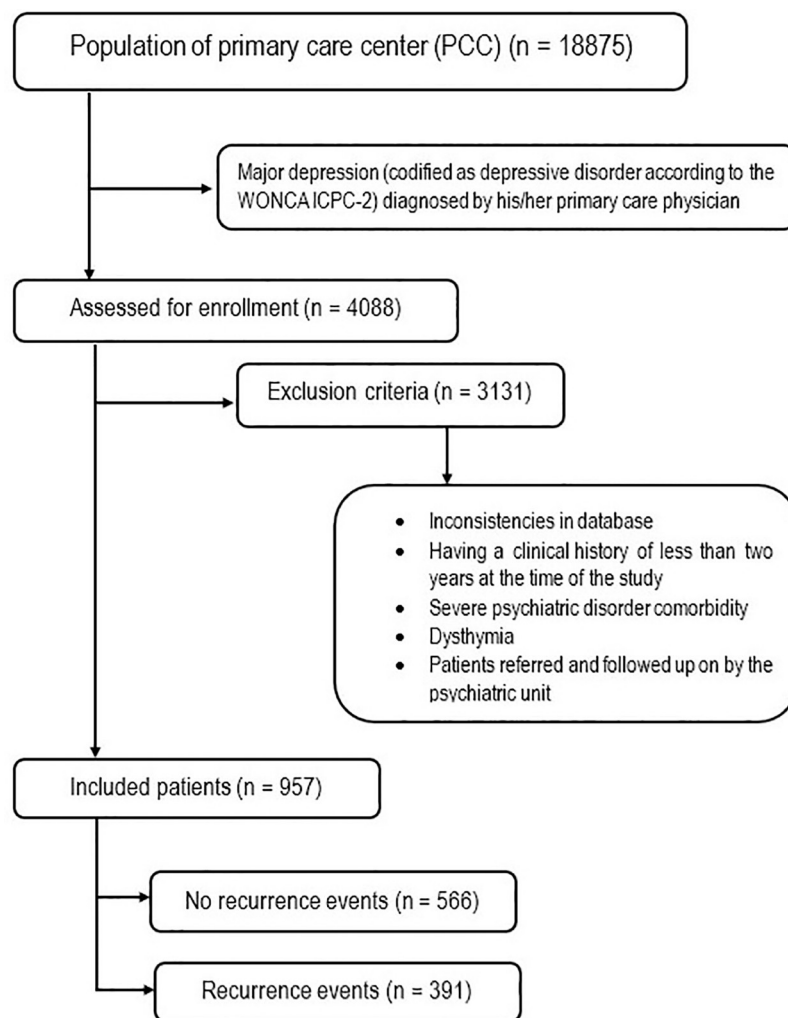 Population of primary care center (PCC) (n = 18875)
Major depression (codified as depressive disorder according to the
WONCA ICPC-2) diagnosed by his/her primary care physician
Assessed for enrollment (n = 4088)
Exclusion criteria (n = 3131)
• Inconsistencies in database
• Having a clinical history of less than two
years at the time of the study
• Severe psychiatric disorder comorbidity
• Dysthymia
• Patients referred and followed up on by the
psychiatric unit
Included patients (n = 957)
No recurrence events (n = 566)
Recurrence events (n = 391)